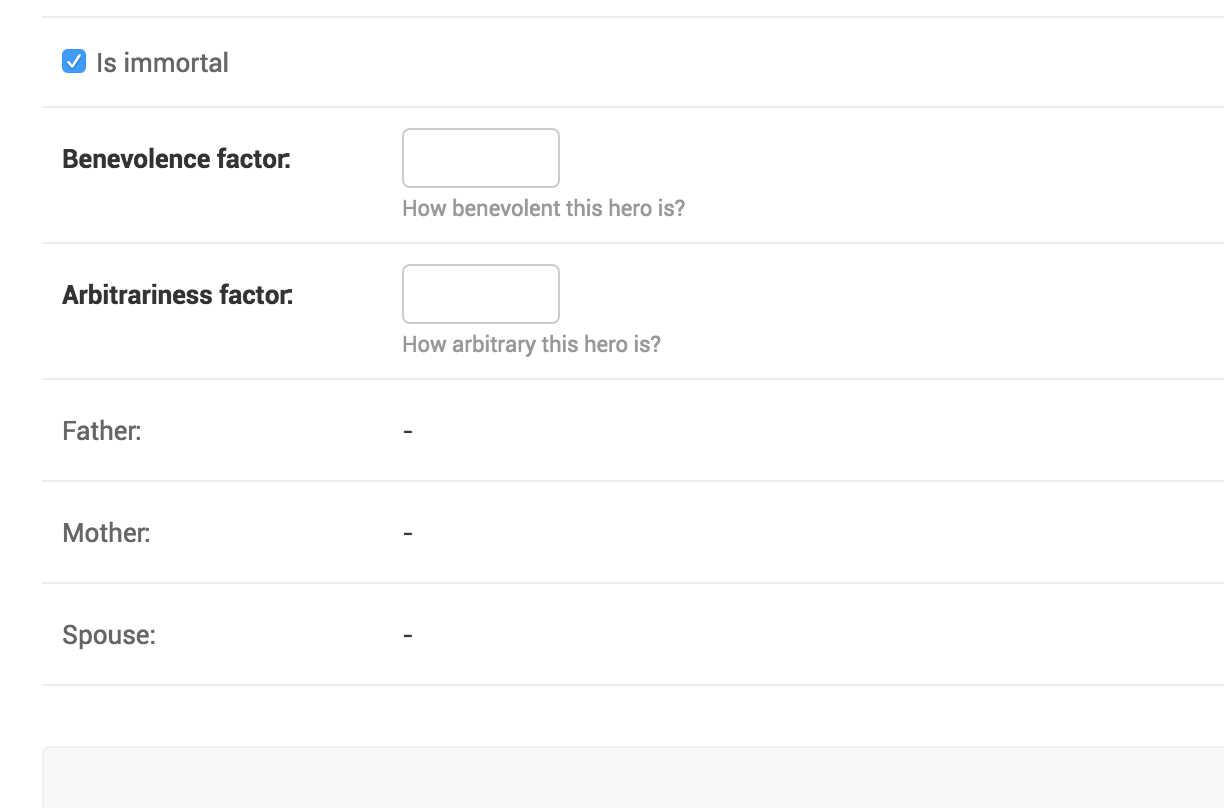 Is immortal
Benevolence factor:
How benevolent this hero is?
Arbitrariness factor:
How arbitrary this hero is?
Father: -
Mother: -
Spouse: -